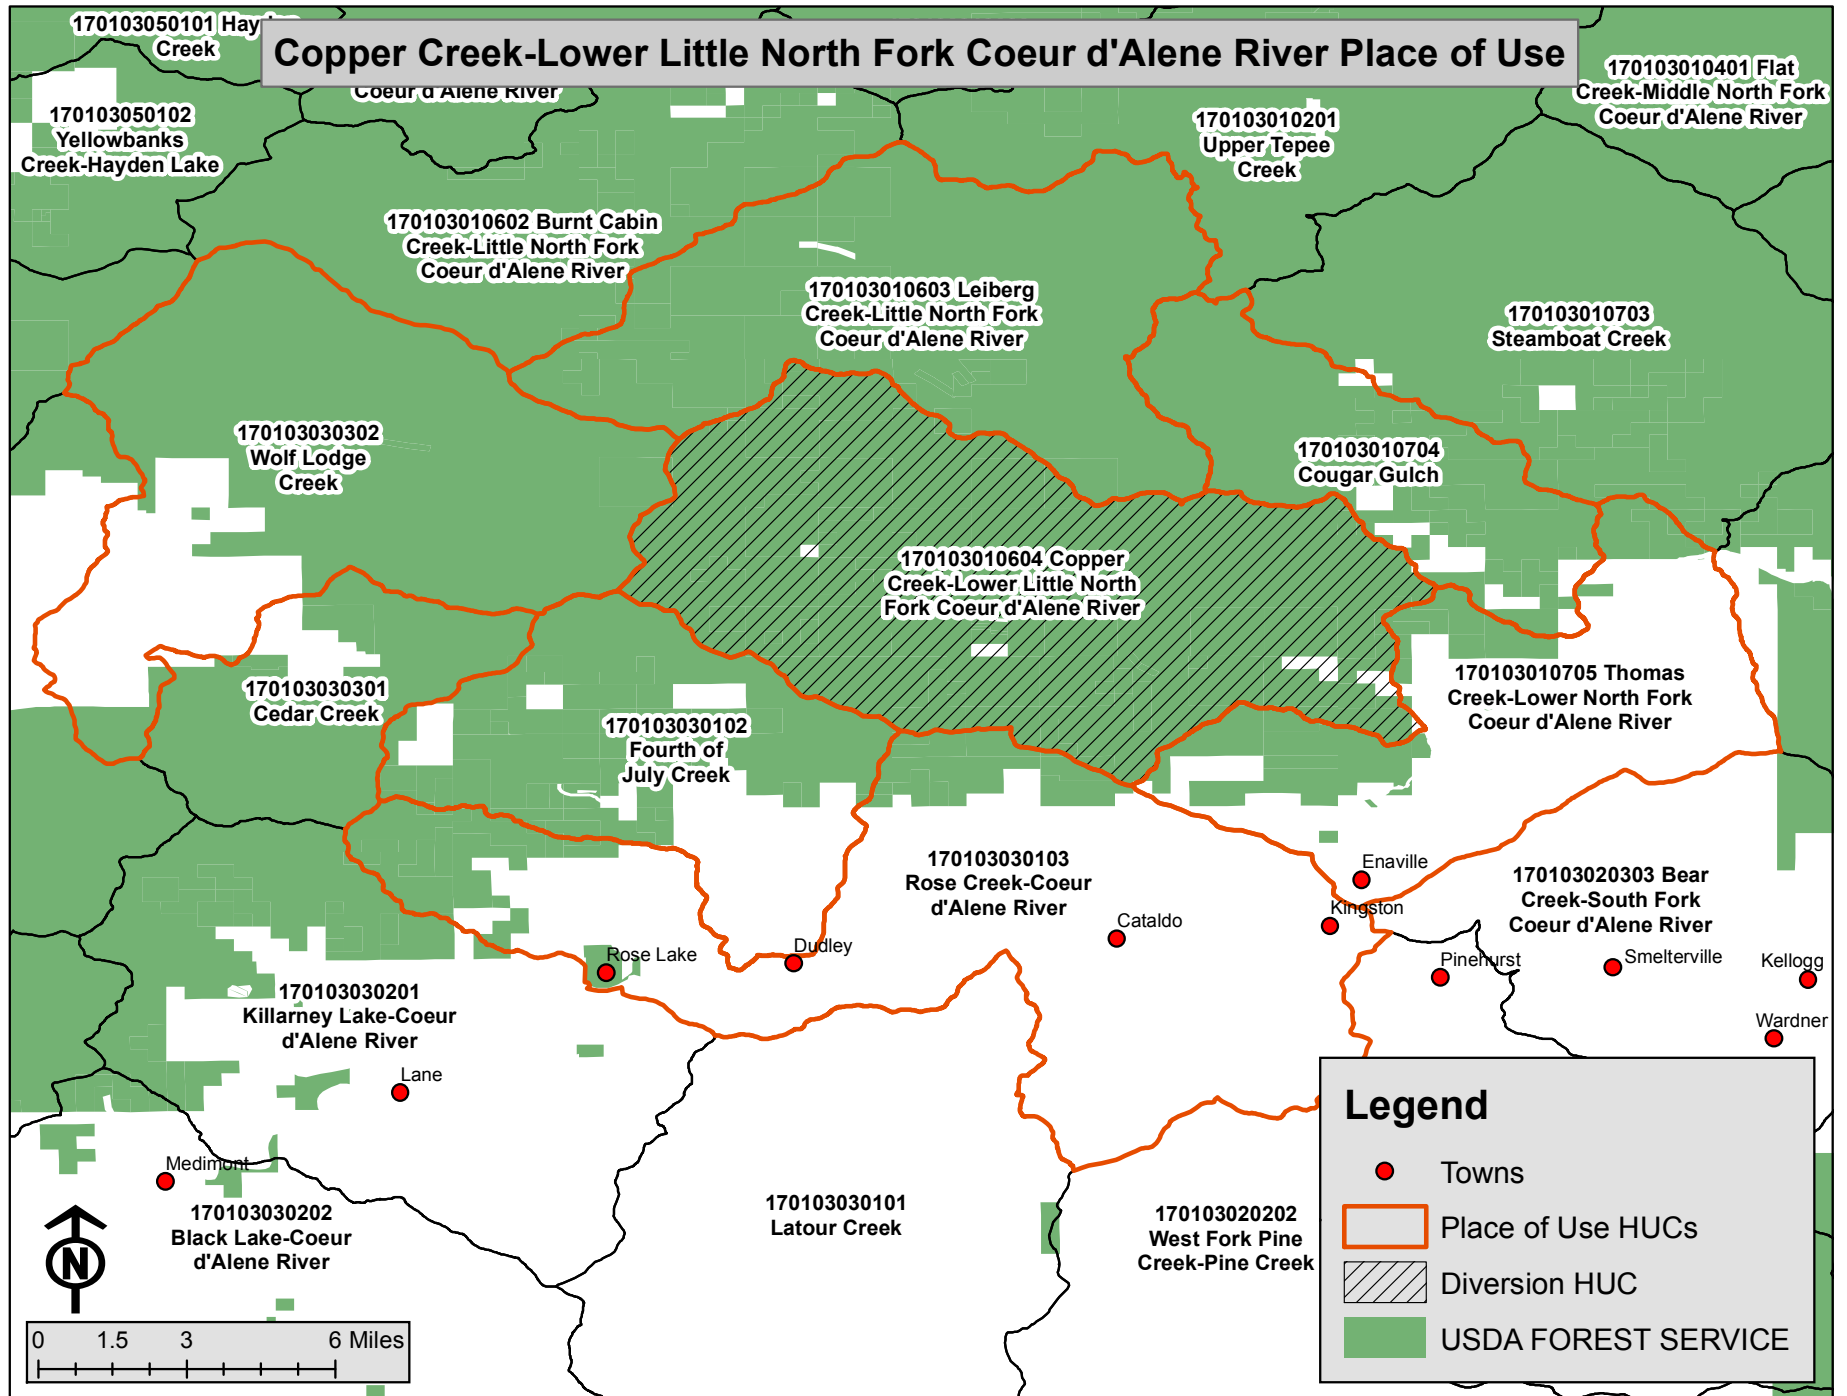 170103050101 Hay
Creek
Copper Creek-Lower Little North Fork Coeur d'Alene River Place of Use
Coeur d'Alene River
170103010401 Flat
Creek-Middle North Fork
Coeur d'Alene River
170103050102
Yellowbanks
Creek-Hayden Lake
170103010201
Upper Tepee
Creek
170103010602 Burnt Cabin
Creek-Little North Fork
Coeur d'Alene River
170103010603 Leiberg
Creek-Little North Fork
Coeur d'Alene River
170103010703
Steamboat Creek
170103030302
Wolf Lodge
Creek
170103010704
Cougar Gulch
170103010604 Copper
Creek-Lower Little North
Fork Coeur d'Alene River
170103030301
Cedar Creek
170103030102
Fourth of
July Creek
170103010705 Thomas
Creek-Lower North Fork
Coeur d'Alene River
170103030103
Rose Creek-Coeur
d'Alene River
Enaville
170103020303 Bear
Creek-South Fork
Coeur d'Alene River
Kingston
Cataldo
Rose Lake
Dudley
Pinehurst
Smelterville
Kellogg
170103030201
Killarney Lake-Coeur
d'Alene River
Wardner
Lane
Medimont
170103030202
Black Lake-Coeur
d'Alene River
170103030101
Latour Creek
170103020202
West Fork Pine
Creek-Pine Creek
N
0 1.5 3 6 Miles
Legend
Towns
Place of Use HUCs
Diversion HUC
USDA FOREST SERVICE